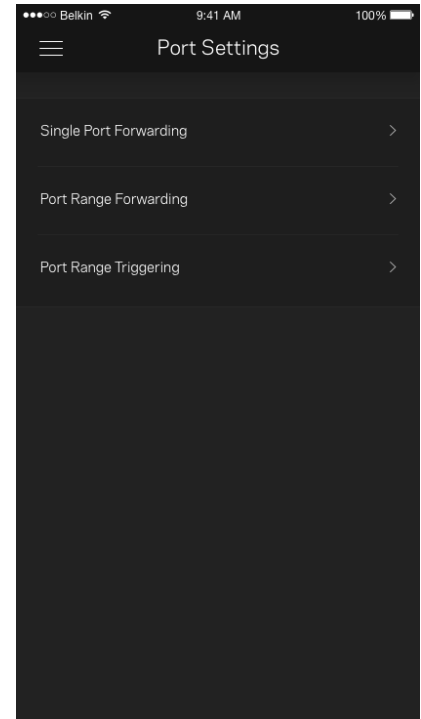 Belkin 9:41 AM 100%
Port Settings
Single Port Forwarding
Port Range Forwarding
Port Range Triggering